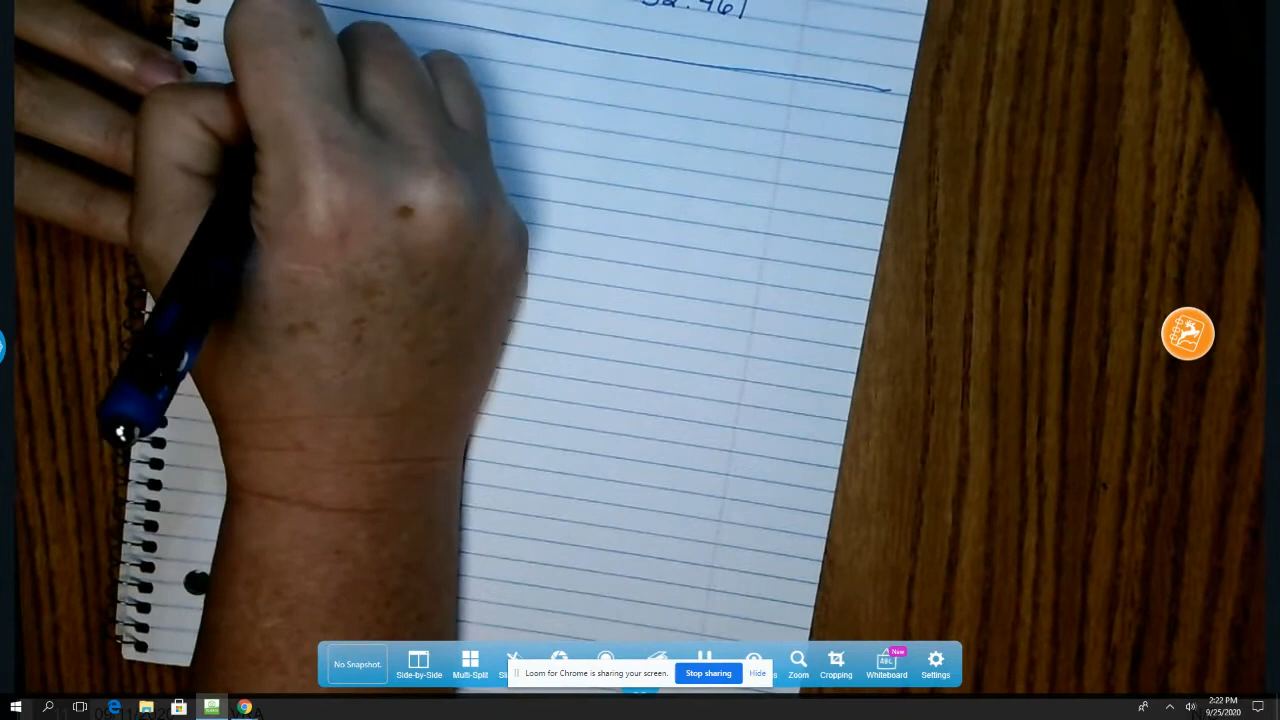 52.461
No Snapshot.
Side-by-Side
Multi-Split
Loom for Chrome is sharing your screen.
Stop sharing
Hide
Zoom
Cropping
New
Whiteboard
Settings
2:22 PM
9/25/2020